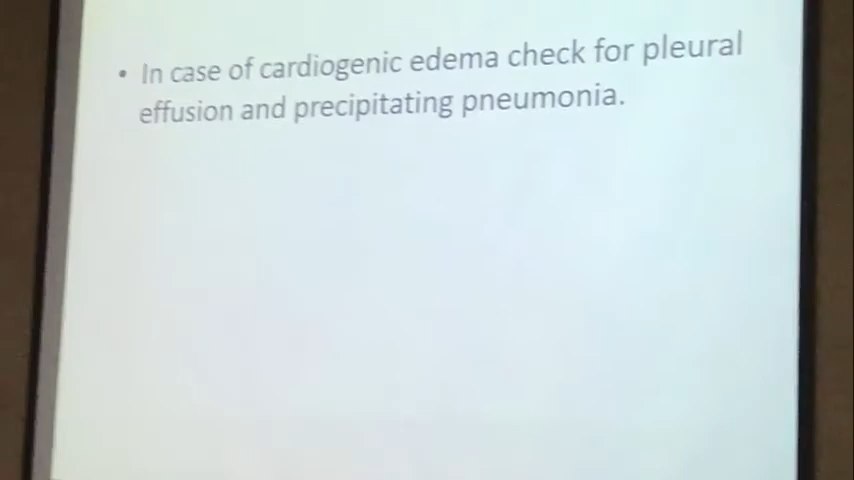 • In case of cardiogenic edema check for pleural
effusion and precipitating pneumonia.